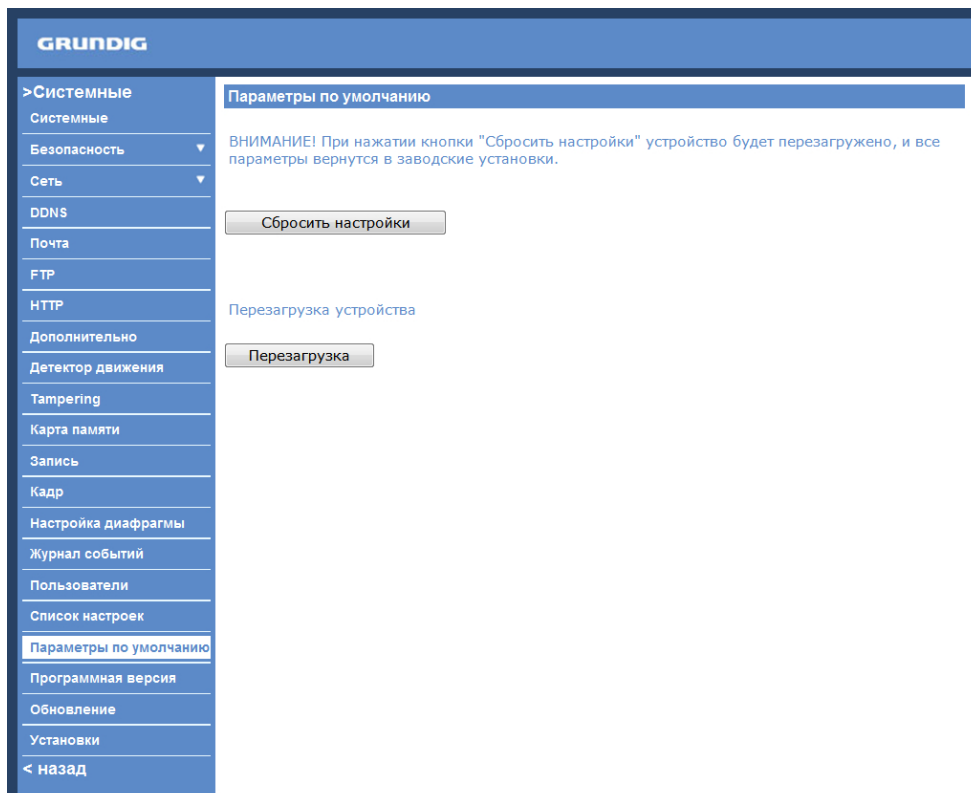 GRUNDIG
>Системные
Системные
Безопасность
Сеть
DDNS
Почта
FTP
HTTP
Дополнительно
Детектор движения
Tampering
Карта памяти
Запись
Кадр
Настройка диафрагмы
Журнал событий
Пользователи
Список настроек
Параметры по умолчанию
Программная версия
Обновление
Установки
< назад
Параметры по умолчанию
ВНИМАНИЕ! При нажатии кнопки "Сбросить настройки" устройство будет перезагружено, и все
параметры вернутся в заводские установки.
Сбросить настройки
Перезагрузка устройства
Перезагрузка